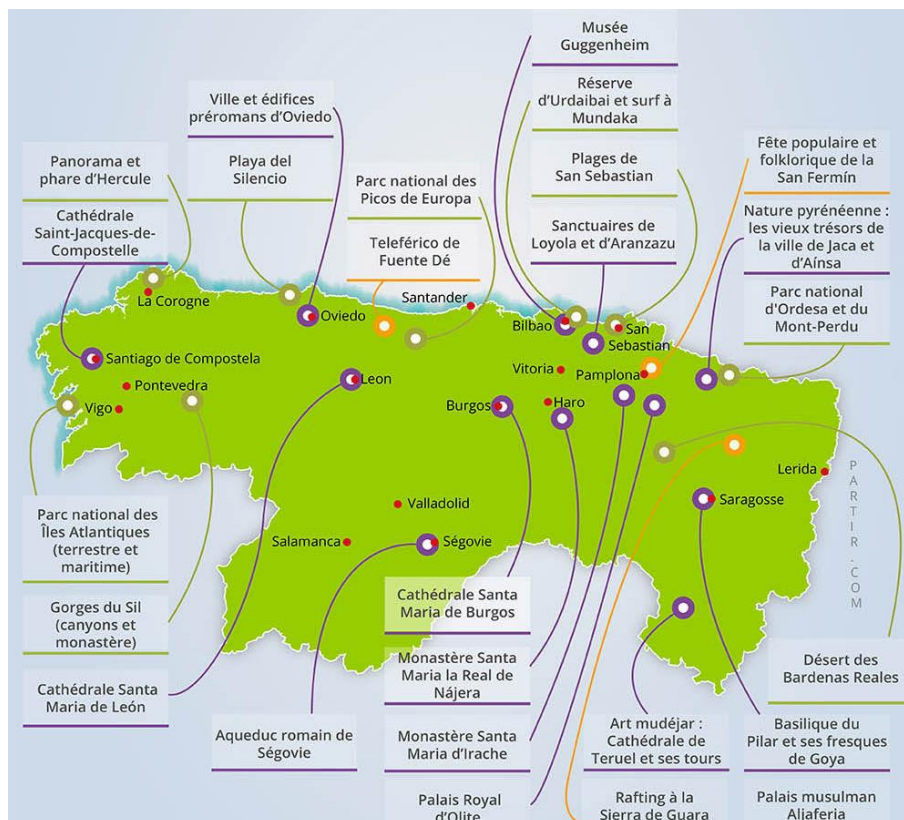 Musée
Guggenheim
Réserve
d'Urdaibai et surf à
Mundaka
Ville et édifices
préromans d'Oviedo
Playa del
Silencio
Panorama et
phare d'Hercule
Cathédrale
Saint-Jacques-de-
Compostelle
Parc national des
Picos de Europa
Teleférico de
Fuente Dé
Plages de
San Sebastian
Sanctuaires de
Loyola et d'Aranzazu
Fête populaire et
folklorique de la
San Fermín
Nature pyrénéenne :
les vieux trésors de
la ville de Jaca et
d'Aínsa
Parc national
d'Ordesa et du
Mont-Perdu
La Corogne
Oviedo
Santander
Bilbao
San
Sebastian
Santiago de Compostela
Pontevedra
Vigo
Leon
Vitoria
Pamplona
Burgos
Haro
Lerida
Saragosse
Valladolid
Salamanca
Ségovie
PARTIR.COM
Parc national des
Îles Atlantiques
(terrestre et
maritime)
Gorges du Sil
(canyons et
monastère)
Cathédrale Santa
Maria de León
Aqueduc romain de
Ségovie
Cathédrale Santa
Maria de Burgos
Monastère Santa
Maria la Real de
Nájera
Monastère Santa
Maria d'Irache
Palais Royal
d'Olite
Art mudéjar :
Cathédrale de
Teruel et ses tours
Rafting à la
Sierra de Guara
Désert des
Bardenas Reales
Basilique du
Pilar et ses fresques
de Goya
Palais musulman
Aljaferia